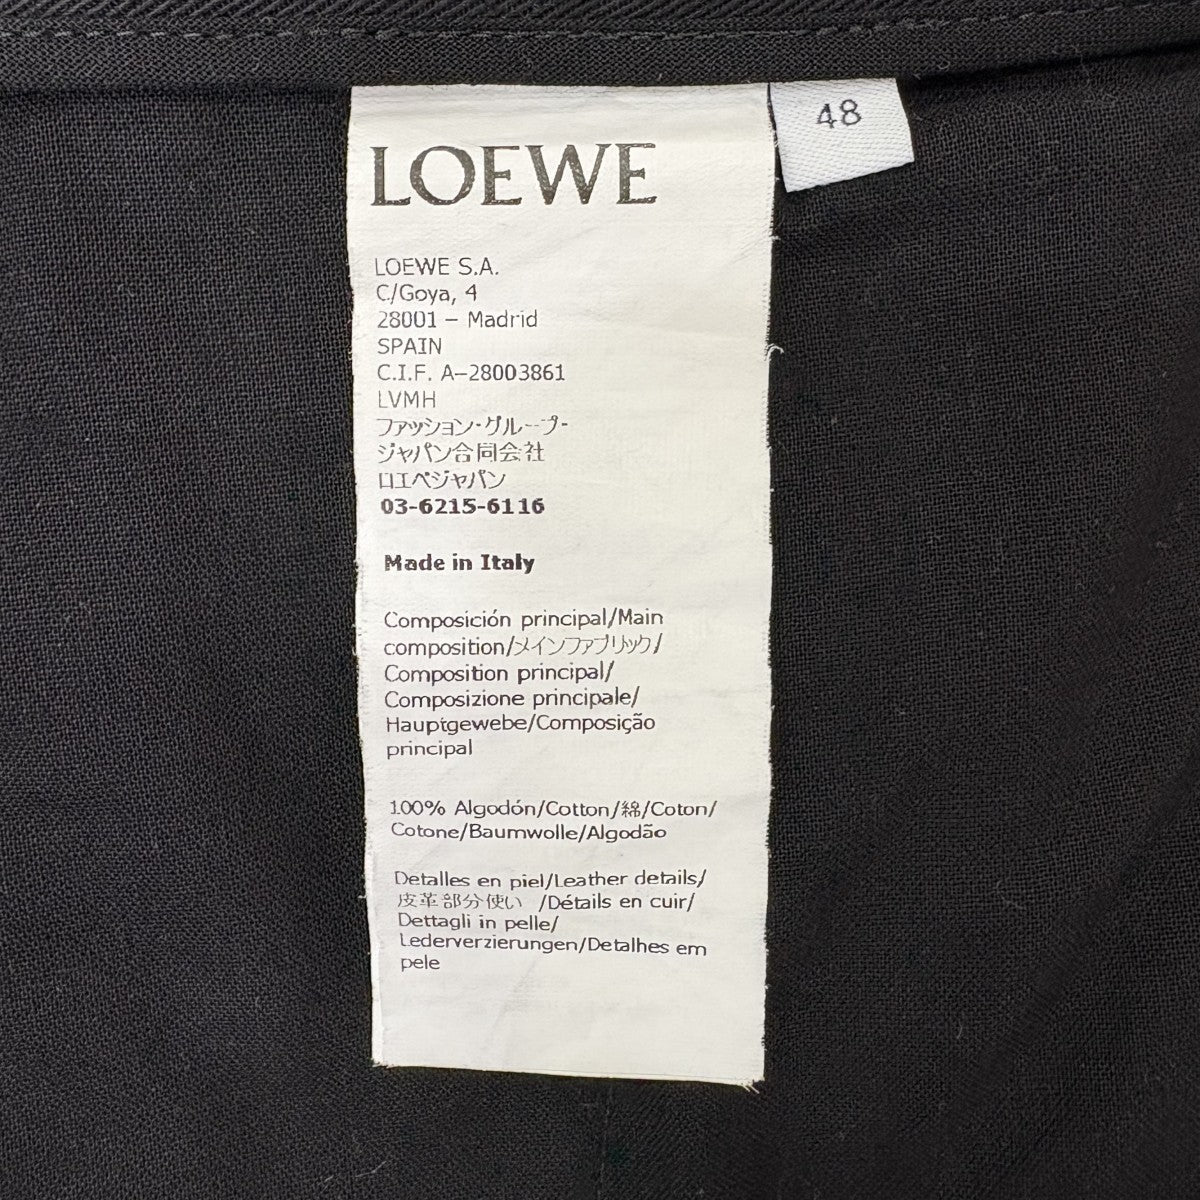 LOEWE
48
LOEWE S.A.
C/Goya, 4
28001 – Madrid
SPAIN
C.I.F. A–28003861
LVMH
ファッション・グループ・
ジャパン合同会社
ロエベジャパン
03-6215-6116
Made in Italy
Composición principal/Main
composition/メインファブリック/
Composition principal/
Composizione principale/
Hauptgewebe/Composição
principal
100% Algodón/Cotton/綿/Coton/
Cotone/Baumwolle/Algodão
Detalles en piel/Leather details/
皮革部分使い /Détails en cuir/
Dettagli in pelle/
Lederverzierungen/Detalhes em
pele